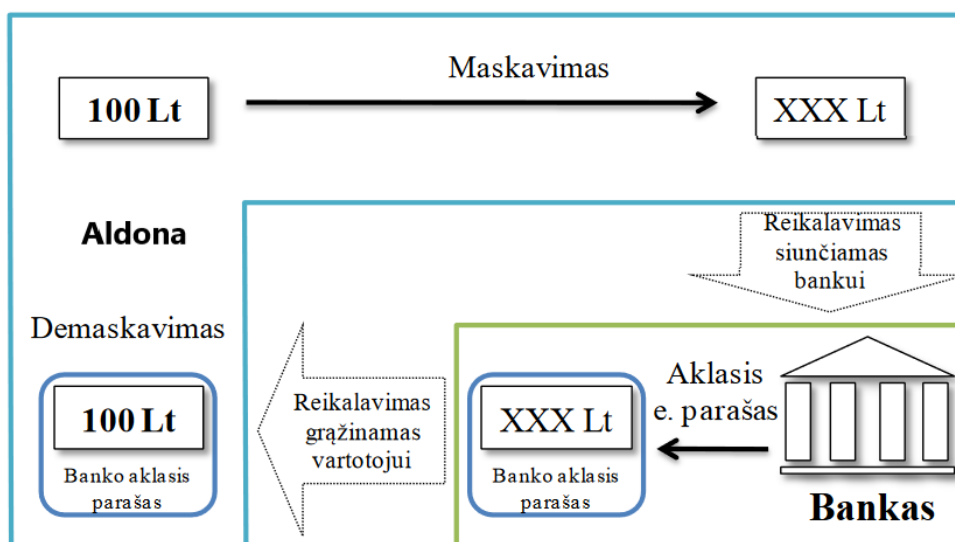 Maskavimas
100 Lt
XXX Lt
Aldona
Reikalavimas
siunčiamas
bankui
Demaskavimas
100 Lt
Banko aklasis
parašas
Reikalavimas
grąžinamas
vartotojui
XXX Lt
Banko aklasis
parašas
Aklasis
e. parašas
Bankas